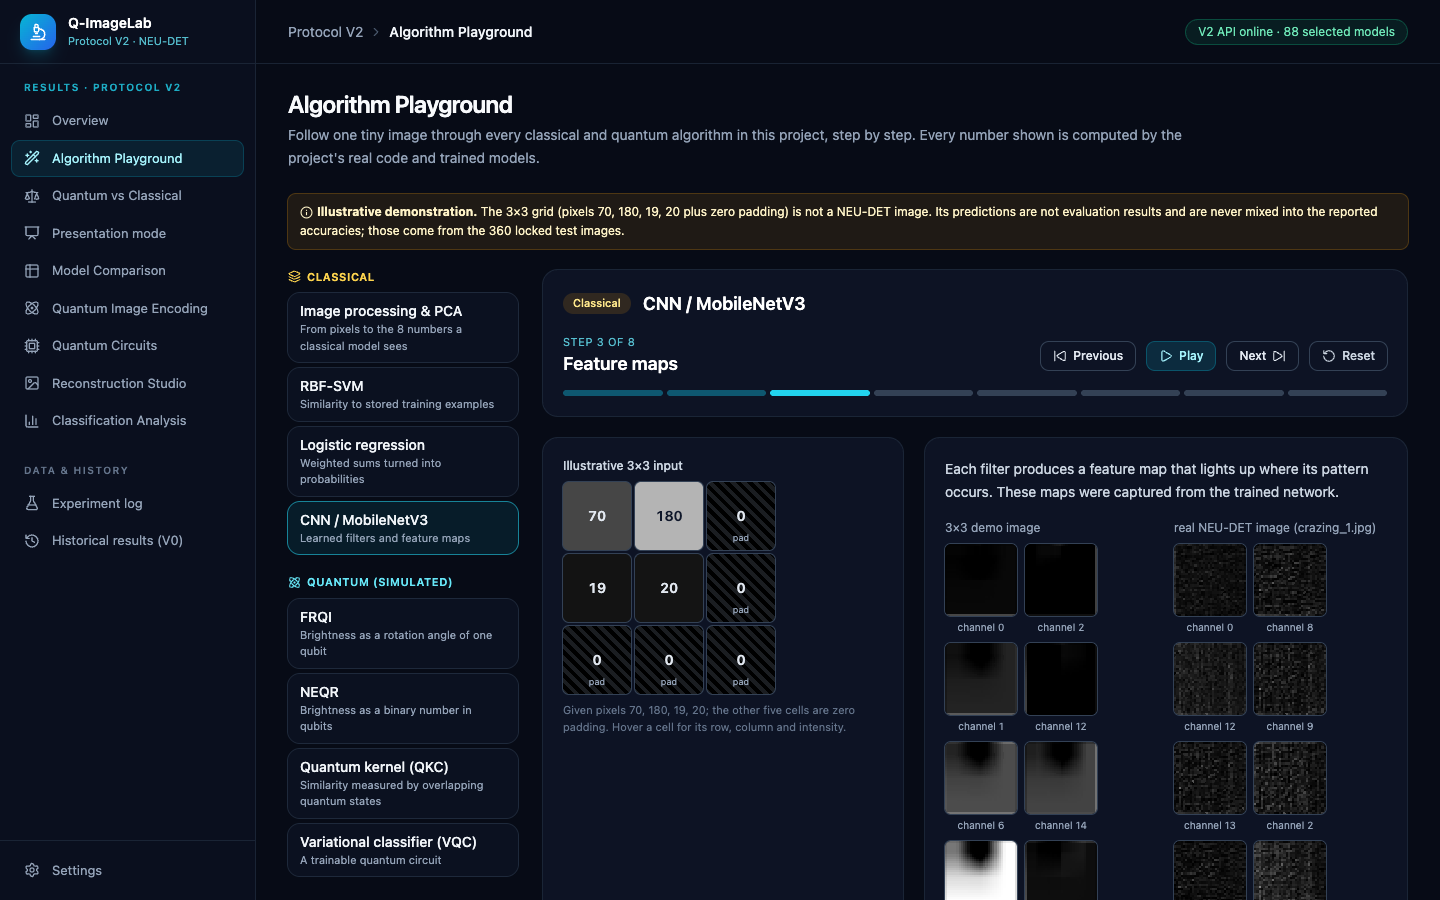 Q-ImageLab
Protocol V2 · NEU-DET
RESULTS · PROTOCOL V2
Overview
Algorithm Playground
Quantum vs Classical
Presentation mode
Model Comparison
Quantum Image Encoding
Quantum Circuits
Reconstruction Studio
Classification Analysis
DATA & HISTORY
Experiment log
Historical results (V0)
Settings
Protocol V2 > Algorithm Playground
V2 API online · 88 selected models
Algorithm Playground
Follow one tiny image through every classical and quantum algorithm in this project, step by step. Every number shown is computed by the
project's real code and trained models.
Illustrative demonstration. The 3×3 grid (pixels 70, 180, 19, 20 plus zero padding) is not a NEU-DET image. Its predictions are not evaluation results and are never mixed into the reported
accuracies; those come from the 360 locked test images.
CLASSICAL
Image processing & PCA
From pixels to the 8 numbers a
classical model sees
RBF-SVM
Similarity to stored training examples
Logistic regression
Weighted sums turned into
probabilities
CNN / MobileNetV3
Learned filters and feature maps
QUANTUM (SIMULATED)
FRQI
Brightness as a rotation angle of one
qubit
NEQR
Brightness as a binary number in
qubits
Quantum kernel (QKC)
Similarity measured by overlapping
quantum states
Variational classifier (VQC)
A trainable quantum circuit
Classical CNN / MobileNetV3
STEP 3 OF 8
Feature maps
Previous Play Next Reset
Illustrative 3×3 input
70 180 0
pad
19 20 0
pad
0 0 0
pad pad pad
Given pixels 70, 180, 19, 20; the other five cells are zero
padding. Hover a cell for its row, column and intensity.
Each filter produces a feature map that lights up where its pattern
occurs. These maps were captured from the trained network.
3×3 demo image
channel 0 channel 2
channel 1 channel 12
channel 6 channel 14
real NEU-DET image (crazing_1.jpg)
channel 0 channel 8
channel 12 channel 9
channel 13 channel 2